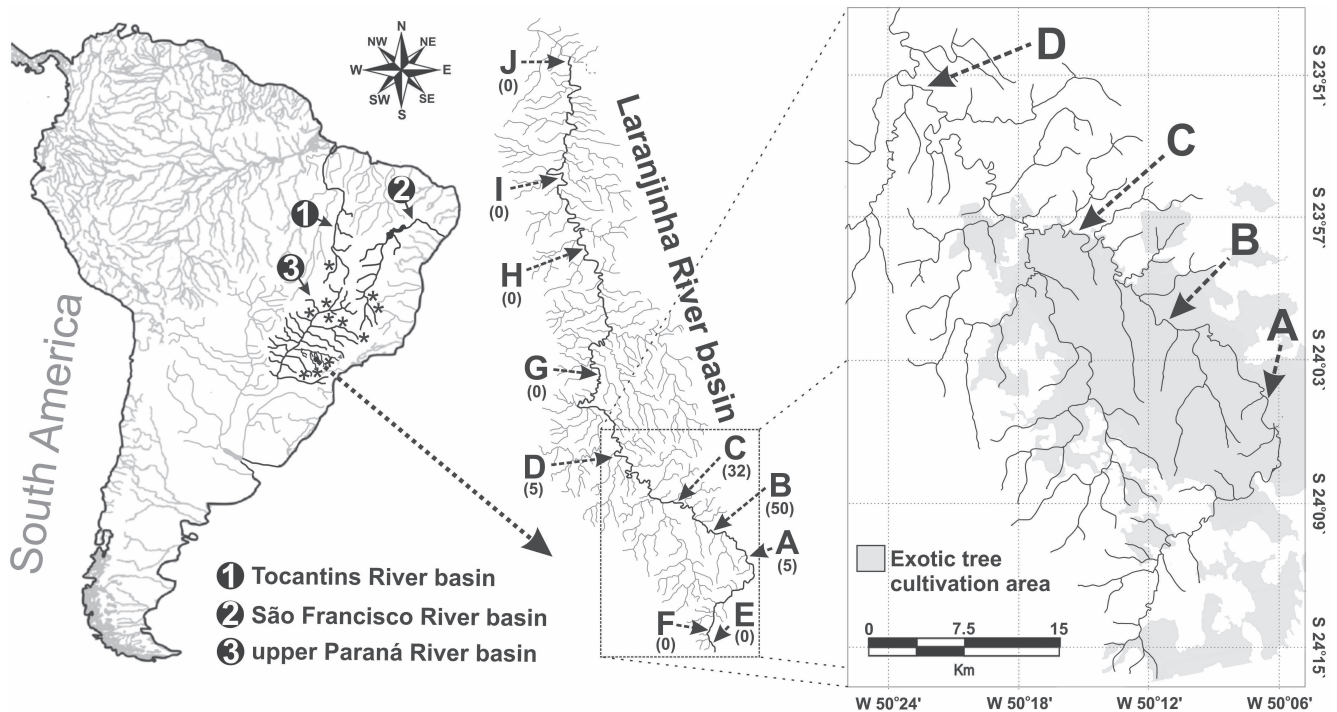 N
NW
NE
W
E
SW
SE
S
South America
1
2
3
1 Tocantins River basin
2 São Francisco River basin
3 upper Paraná River basin
Laranjinha River basin
J
(0)
I
(0)
H
(0)
G
(0)
D
(5)
C
(32)
B
(50)
A
(5)
E
(0)
F
(0)
D
C
B
A
Exotic tree
cultivation area
0 7.5 15
Km
S 23°51'
S 23°57'
S 24°03
S 24°09'
S 24°15'
W 50°24' W 50°18' W 50°12' W 50°06'